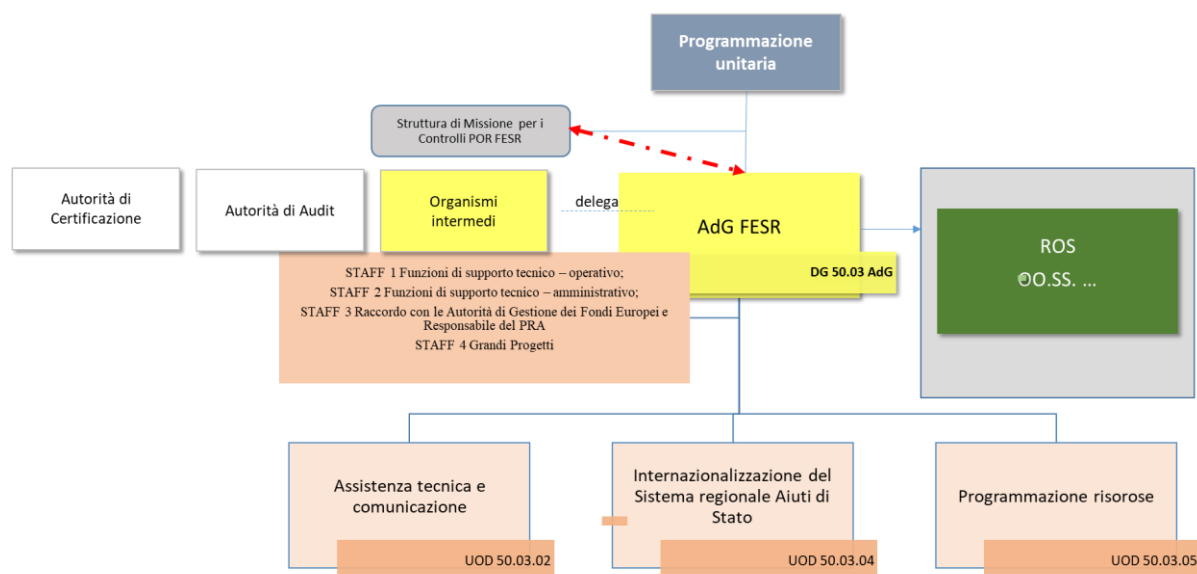 Programmazione
unitaria
Struttura di Missione per i
Controlli POR FESR
Autorità di
Certificazione
Autorità di Audit
Organismi
intermedi
delega
AdG FESR
DG 50.03 AdG
ROS
OO.SS. ...
STAFF 1 Funzioni di supporto tecnico – operativo;
STAFF 2 Funzioni di supporto tecnico – amministrativo;
STAFF 3 Raccordo con le Autorità di Gestione dei Fondi Europei e
Responsabile del PRA
STAFF 4 Grandi Progetti
Assistenza tecnica e
comunicazione
UOD 50.03.02
Internazionalizzazione del
Sistema regionale Aiuti di
Stato
UOD 50.03.04
Programmazione risorose
UOD 50.03.05